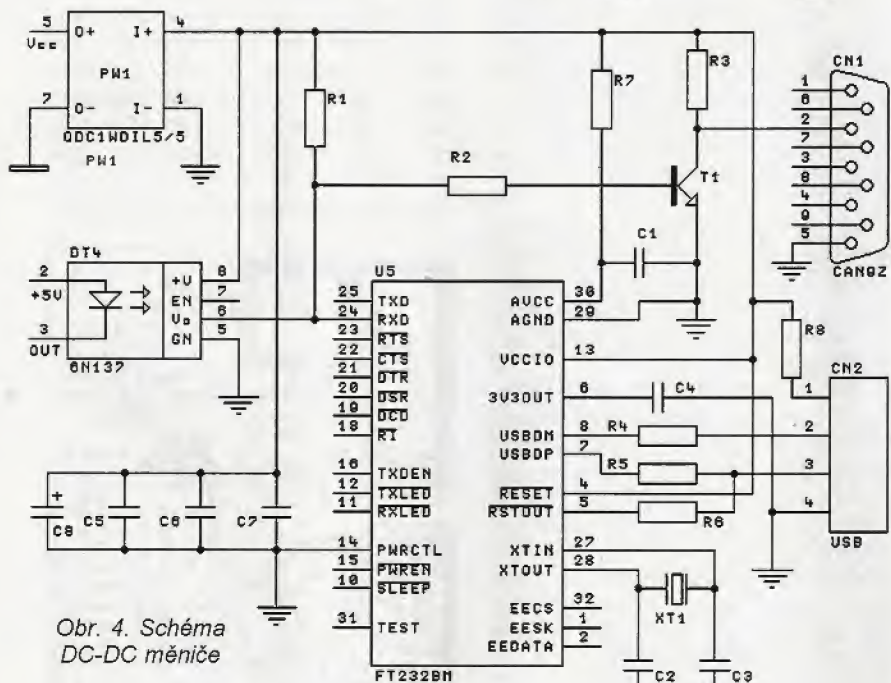 5 O+ I+ 4
Vcc
PW1
7 O- I- 1
QDC1WDIL5/5
PW1
R1
R7
R3
R2
T1
C1
CN1
1
6
2
7
3
8
4
9
5
CAN9Z
DT4
2
+5V
3
OUT
6N137
+V 8
EN 7
Vo 6
GN 5
U5
25 TXD
24 RXD
23 RTS
22 CTS
21 DTR
20 DSR
19 DCD
18 RI
16 TXDEN
12 TXLED
11 RXLED
14 PWRCTL
15 PWREN
10 SLEEP
31 TEST
AVCC 30
AGND 29
VCCIO 13
3V3OUT 6
USBDM 8
USBDP 7
RESET 4
RSTOUT 5
XTIN 27
XTOUT 28
EECS 32
EESK 1
EEDATA 2
FT232BM
C4
R4
R5
R6
R8
CN2
1
2
3
4
USB
XT1
C2
C3
+
C8
C5
C6
C7
Obr. 4. Schéma
DC-DC měniče